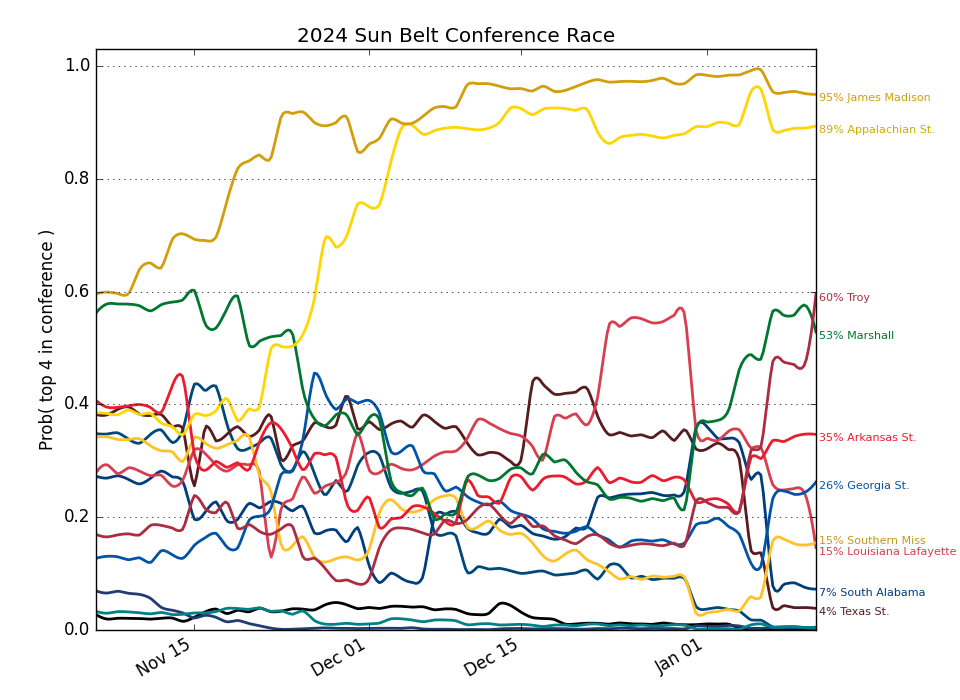 2024 Sun Belt Conference Race
Prob( top 4 in conference )
1.0
0.8
0.6
0.4
0.2
0.0
Nov 15
Dec 01
Dec 15
Jan 01
95% James Madison
89% Appalachian St.
60% Troy
53% Marshall
35% Arkansas St.
26% Georgia St.
15% Southern Miss
15% Louisiana Lafayette
7% South Alabama
4% Texas St.